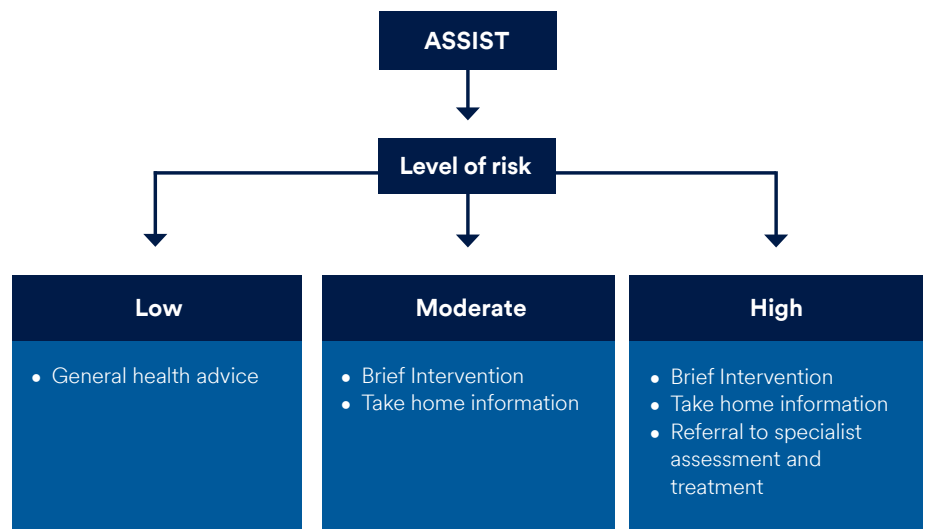 ASSIST
Level of risk
Low
• General health advice
Moderate
• Brief Intervention
• Take home information
High
• Brief Intervention
• Take home information
• Referral to specialist
assessment and
treatment